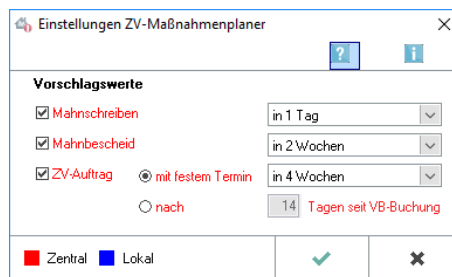 Einstellungen ZV-Maßnahmenplaner
? i
Vorschlagswerte
Mahnschreiben in 1 Tag
Mahnbescheid in 2 Wochen
ZV-Auftrag mit festem Termin in 4 Wochen
nach 14 Tagen seit VB-Buchung
Zentral Lokal